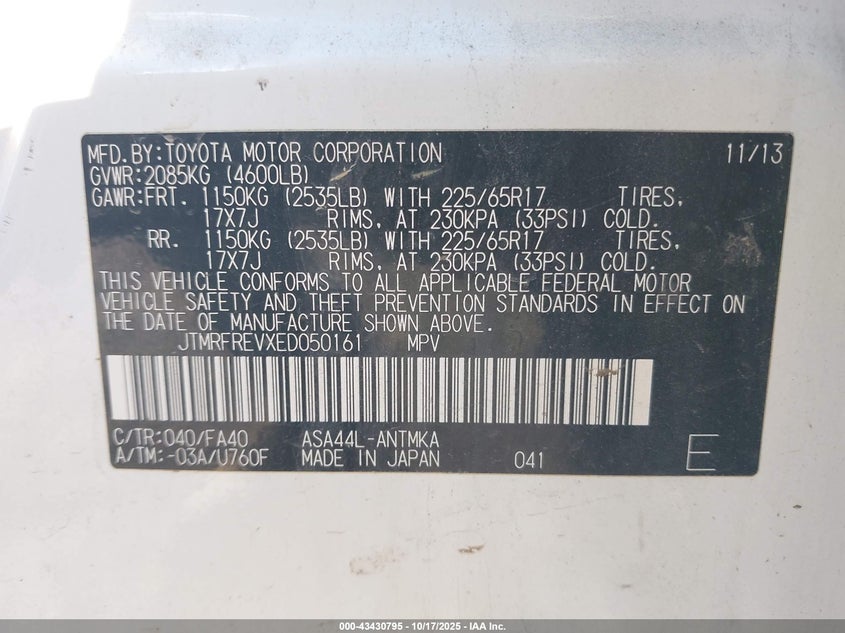 MFD.BY:TOYOTA MOTOR CORPORATION 11/13
GVWR:2085KG (4600LB)
GAWR:FRT. 1150KG (2535LB) WITH 225/65R17 TIRES,
17X7J RIMS, AT 230KPA (33PSI) COLD.
RR. 1150KG (2535LB) WITH 225/65R17 TIRES,
17X7J RIMS, AT 230KPA (33PSI) COLD.
THIS VEHICLE CONFORMS TO ALL APPLICABLE FEDERAL MOTOR
VEHICLE SAFETY AND THEFT PREVENTION STANDARDS IN EFFECT ON
THE DATE OF MANUFACTURE SHOWN ABOVE.
JTMRFREVXED050161 MPV
C/TR:040/FA40 ASA44L-ANTMKA
A/TM:-03A/U760F MADE IN JAPAN 041 E
000-43430795 - 10/17/2025 - IAA Inc.